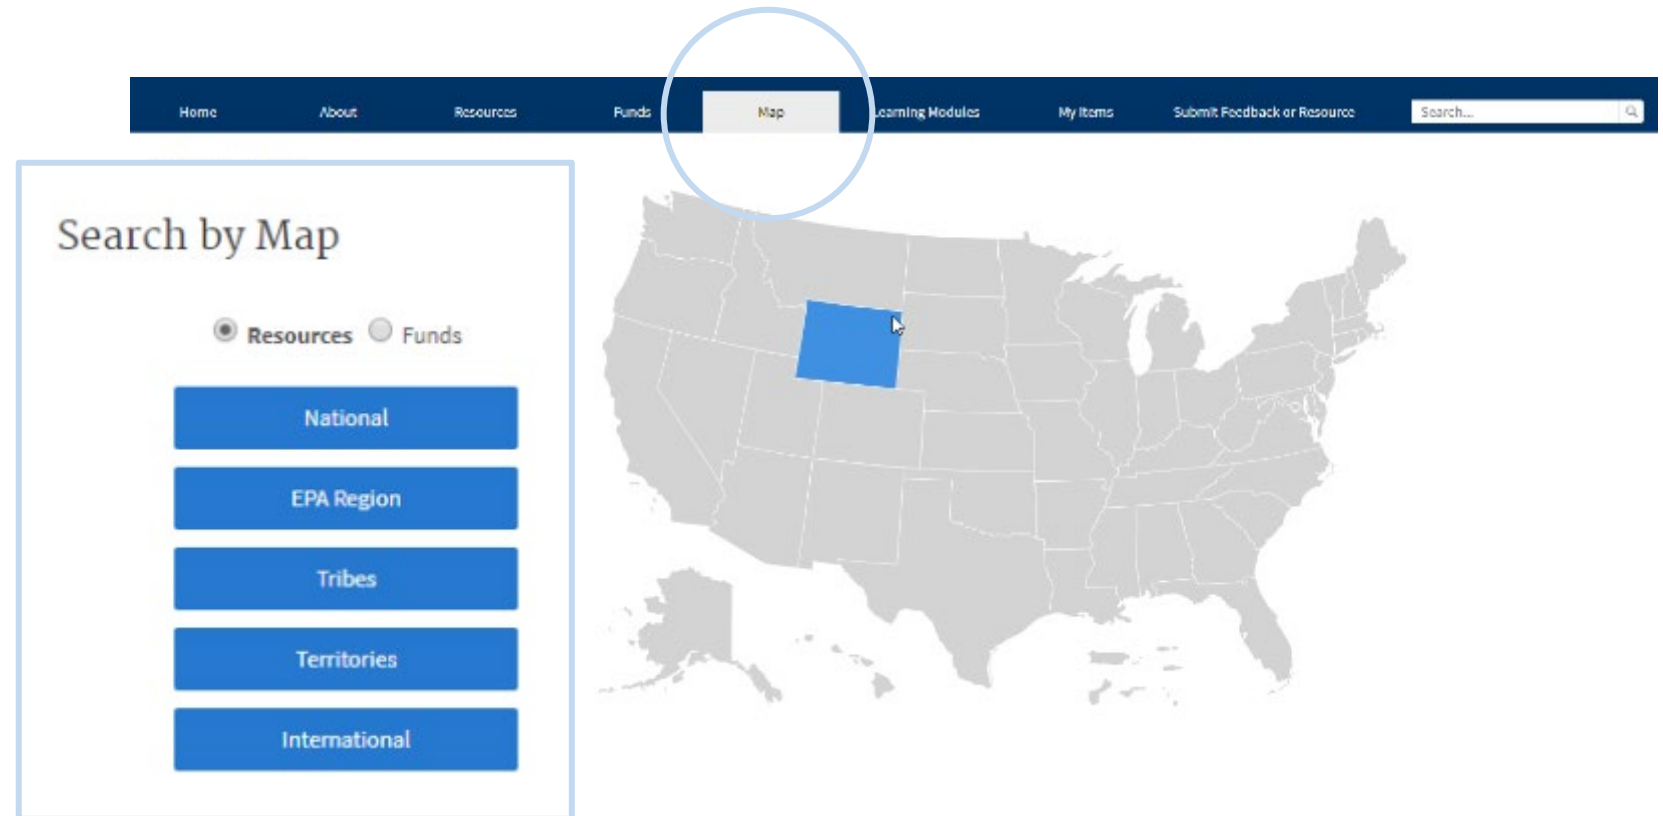 Home About Resources Funds Map Learning Modules My Items Submit Feedback or Resource Search...
Search by Map
Resources Funds
National
EPA Region
Tribes
Territories
International